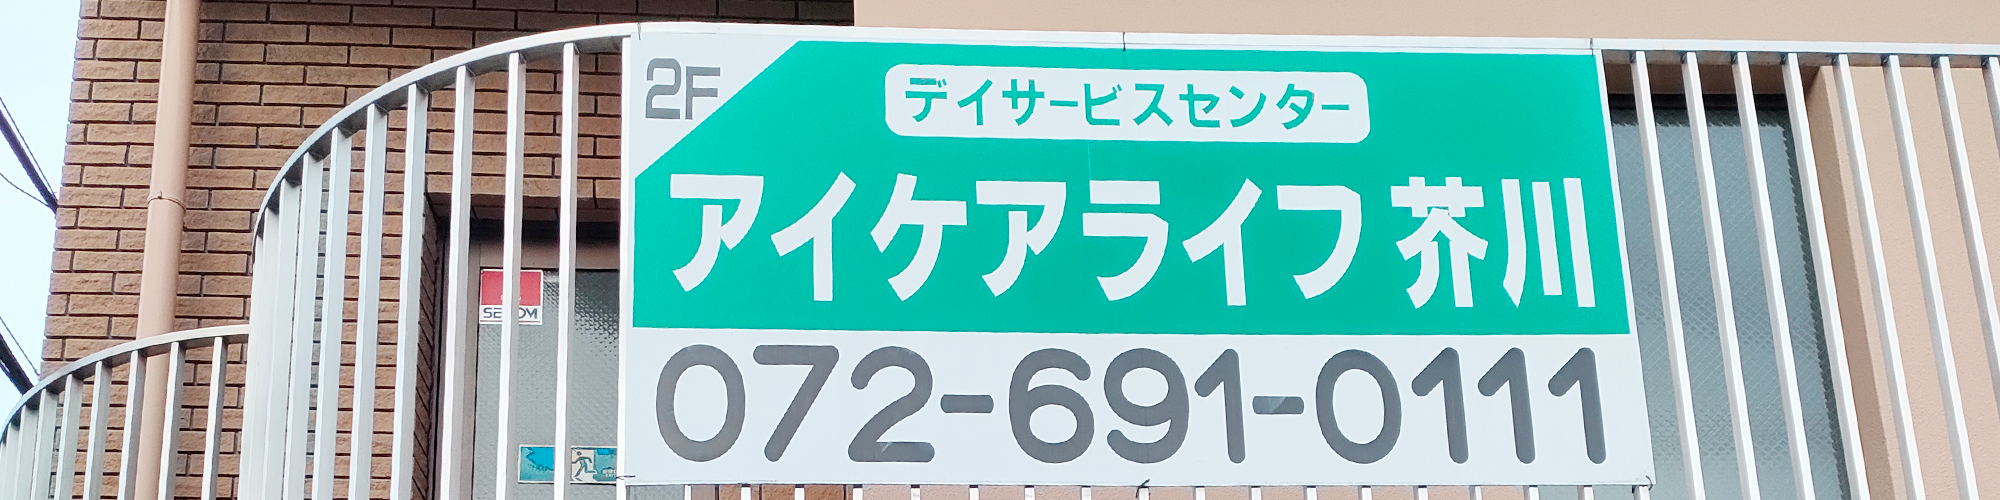 2F
デイサービスセンター
アイケアライフ芥川
072-691-0111
SECOM